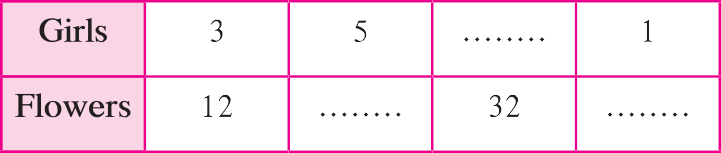 Girls 3 5 ........ 1
Flowers 12 ........ 32 ........